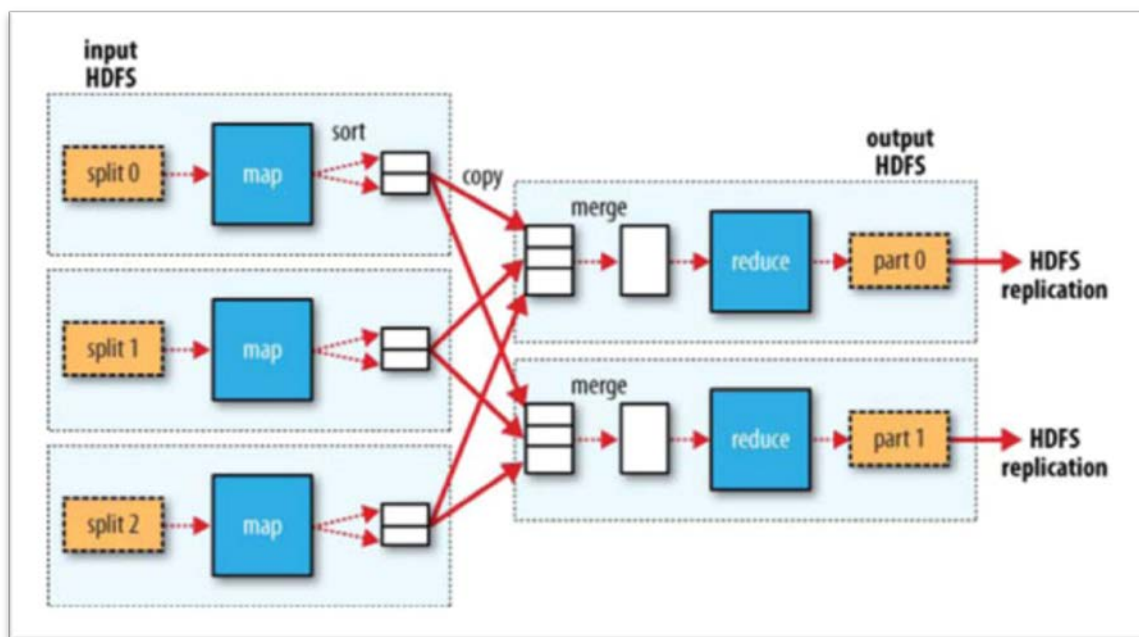 input
HDFS
split 0
map
sort
copy
split 1
map
split 2
map
output
HDFS
merge
reduce
part 0
HDFS
replication
merge
reduce
part 1
HDFS
replication